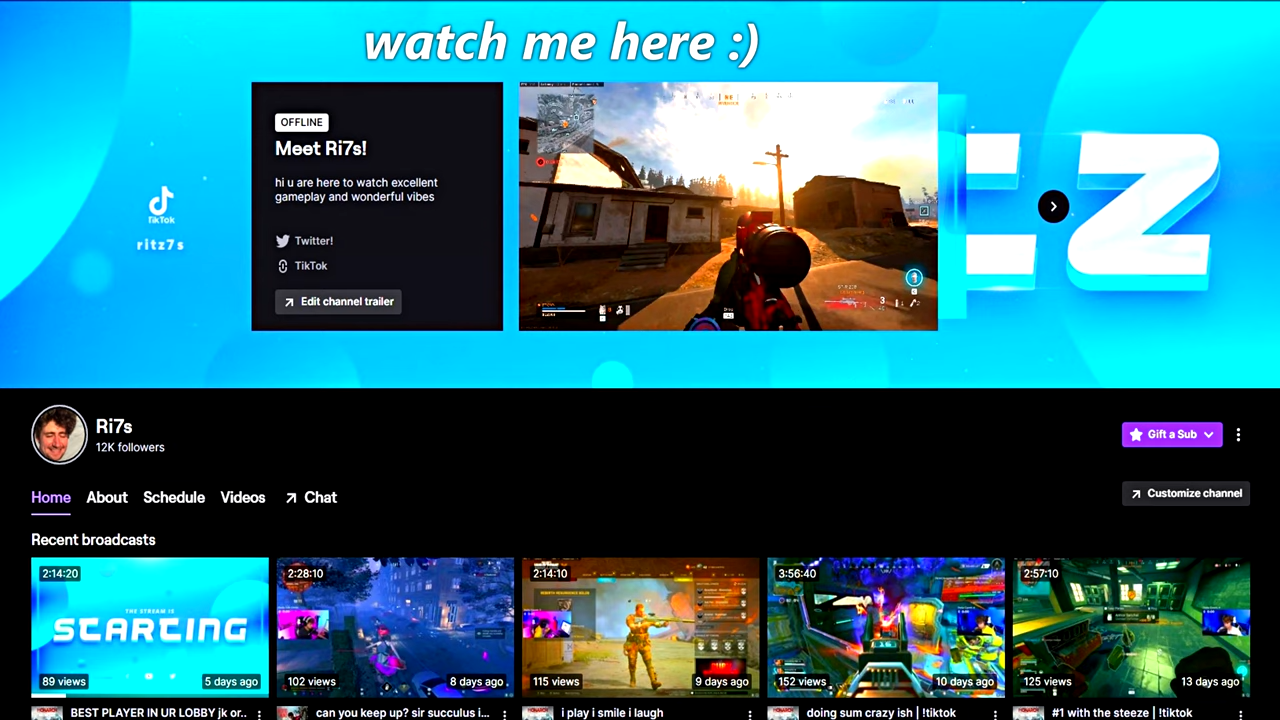 watch me here :)
OFFLINE
Meet Ri7s!
hi u are here to watch excellent
gameplay and wonderful vibes
Twitter!
TikTok
Edit channel trailer
TikTok
ritz7s
Z
Ri7s
12K followers
Gift a Sub
Home About Schedule Videos Chat
Customize channel
Recent broadcasts
2:14:20 2:28:10 2:14:10 3:56:40 2:57:10
THE STREAM IS
STARTING
89 views 5 days ago 102 views 8 days ago 115 views 9 days ago 152 views 10 days ago 125 views 13 days ago
BEST PLAYER IN UR LOBBY jk or.. can you keep up? sir succulus i... i play i smile i laugh doing sum crazy ish | !tiktok #1 with the steeze | !tiktok